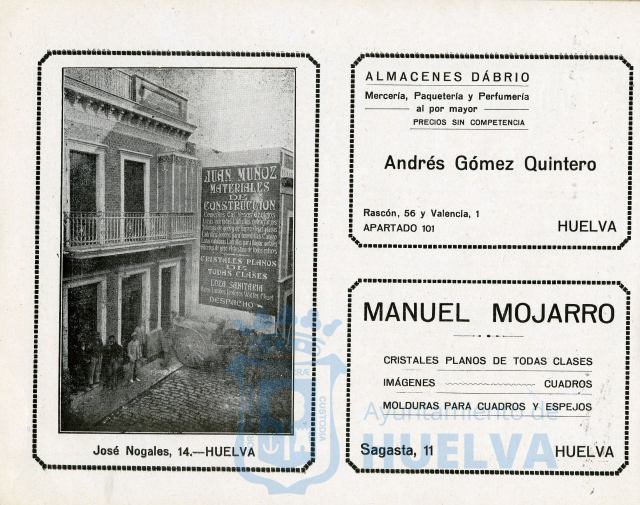 JUAN MUÑOZ
MATERIALES
DE
CONSTRUCCION
CRISTALES PLANOS
DE
TODAS CLASES
LOZA SANITARIA
DESPACHO
José Nogales, 14.—HUELVA
ALMACENES DÁBRIO
Mercería, Paquetería y Perfumería
al por mayor
PRECIOS SIN COMPETENCIA
Andrés Gómez Quintero
Rascón, 56 y Valencia, 1
APARTADO 101 HUELVA
MANUEL MOJARRO
CRISTALES PLANOS DE TODAS CLASES
IMÁGENES CUADROS
MOLDURAS PARA CUADROS Y ESPEJOS
Sagasta, 11 HUELVA
CUSTODIA
Ayuntamiento de
HUELVA